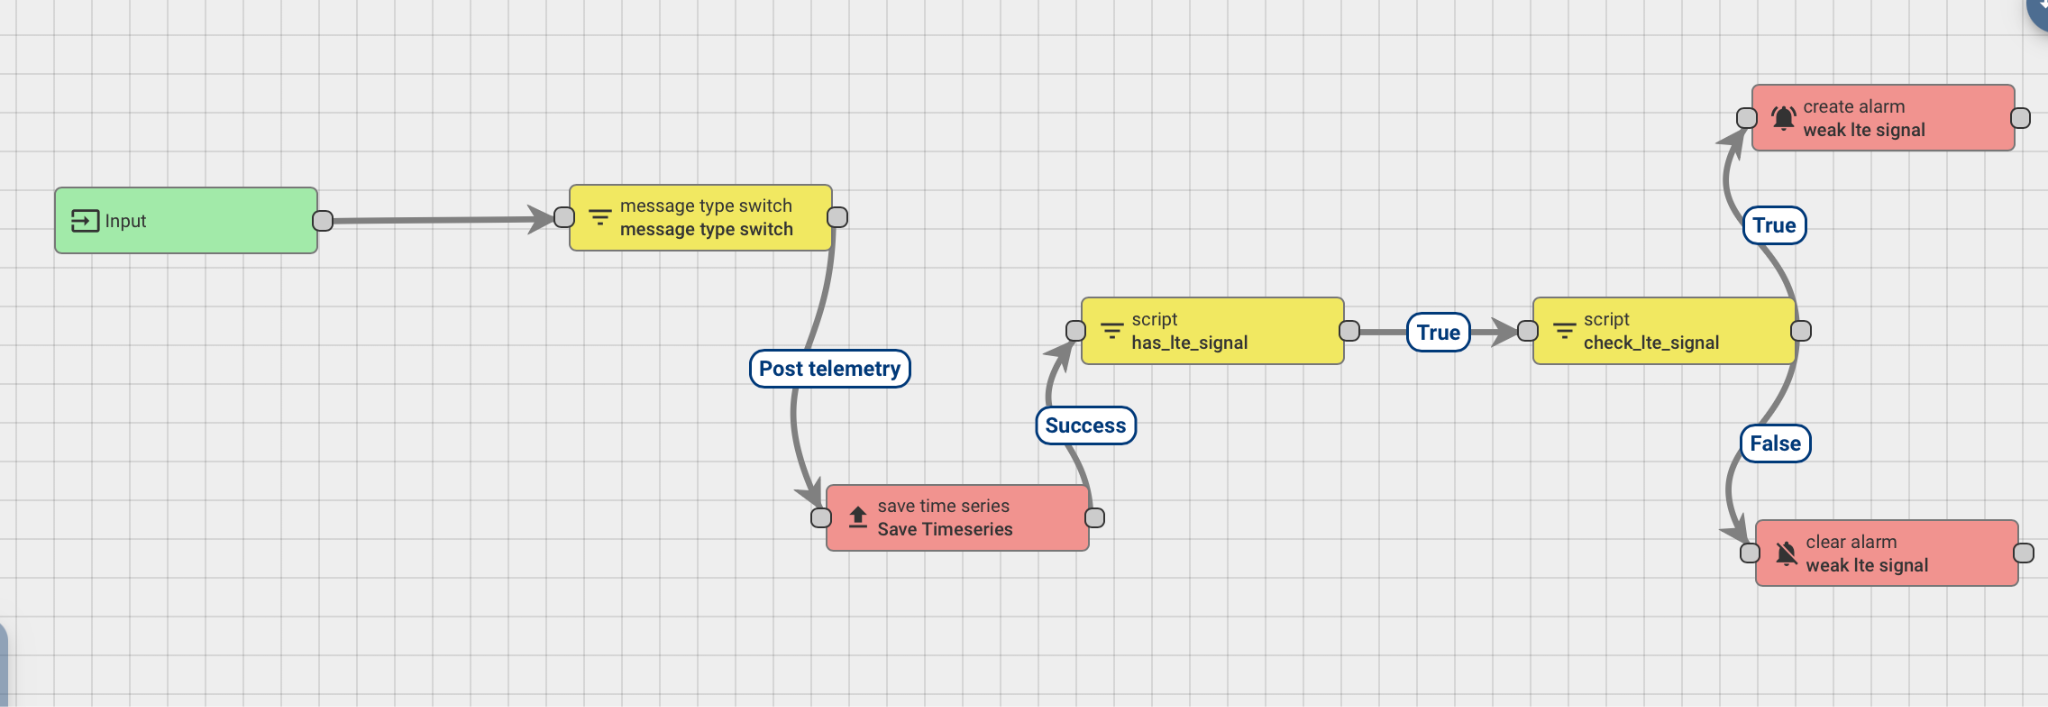 Input
message type switch
message type switch
Post telemetry
save time series
Save Timeseries
Success
script
has_lte_signal
True
script
check_lte_signal
True
create alarm
weak lte signal
False
clear alarm
weak lte signal